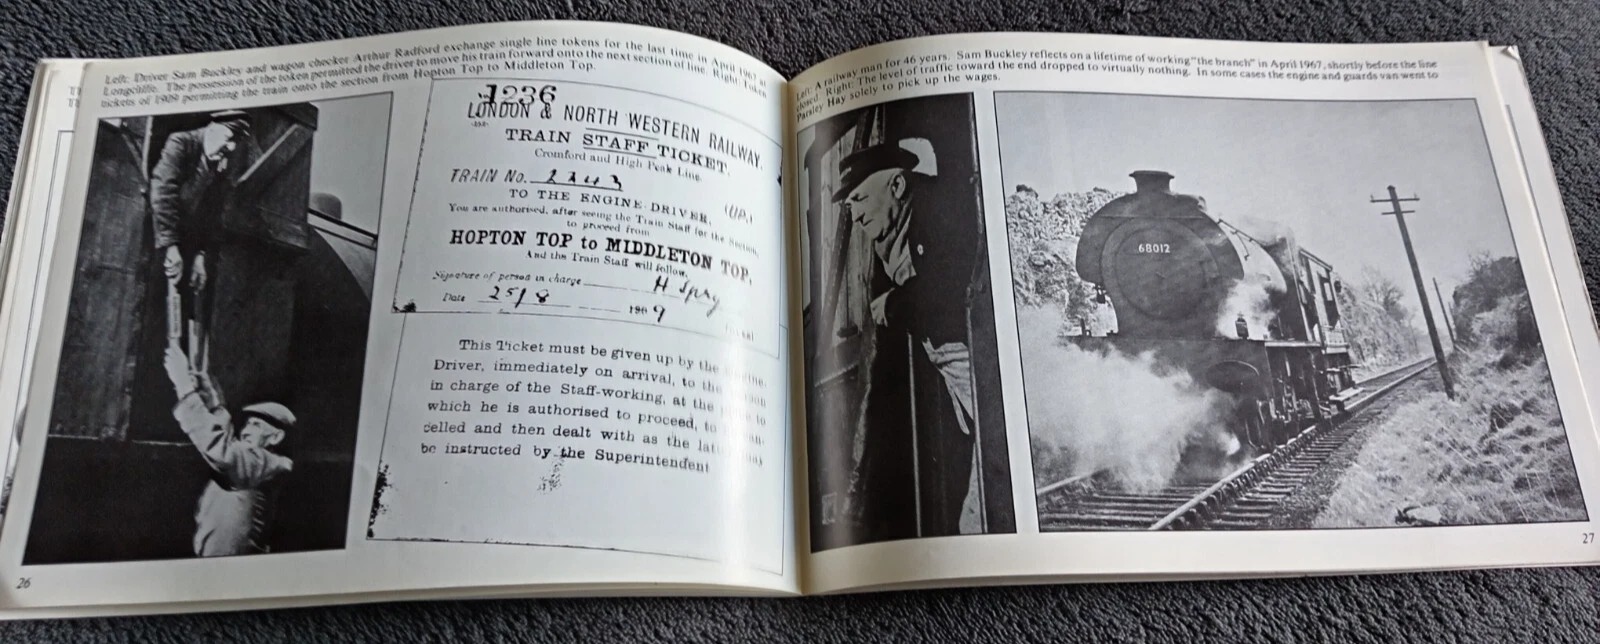 Left: Driver Sam Buckley and wagon checker Arthur Radford exchange single line tokens for the last time in April 1967 at
Longcliffe. The possession of the token permitted the driver to move his train forward onto the next section of line. Right: Token
tickets of 1909 permitting the train onto the section from Hopton Top to Middleton Top.
1236
LONDON & NORTH WESTERN RAILWAY.
TRAIN STAFF TICKET.
Cromford and High Peak Line.
TRAIN No. 2343
TO THE ENGINE-DRIVER. (UP.)
You are authorised, after seeing the Train Staff for the Section,
to proceed from
HOPTON TOP to MIDDLETON TOP,
And the Train Staff will follow.
Signature of person in charge H Spry
Date 25/8 1909
This Ticket must be given up by the
Driver, immediately on arrival, to the
in charge of the Staff-working, at the
which he is authorised to proceed, to
celled and then dealt with as the
be instructed by the Superintendent
26
Left: A railway man for 46 years. Sam Buckley reflects on a lifetime of working "the branch" in April 1967, shortly before the line
closed. Right: The level of traffic toward the end dropped to virtually nothing. In some cases the engine and guards van went to
Parsley Hay solely to pick up the wages.
68012
27